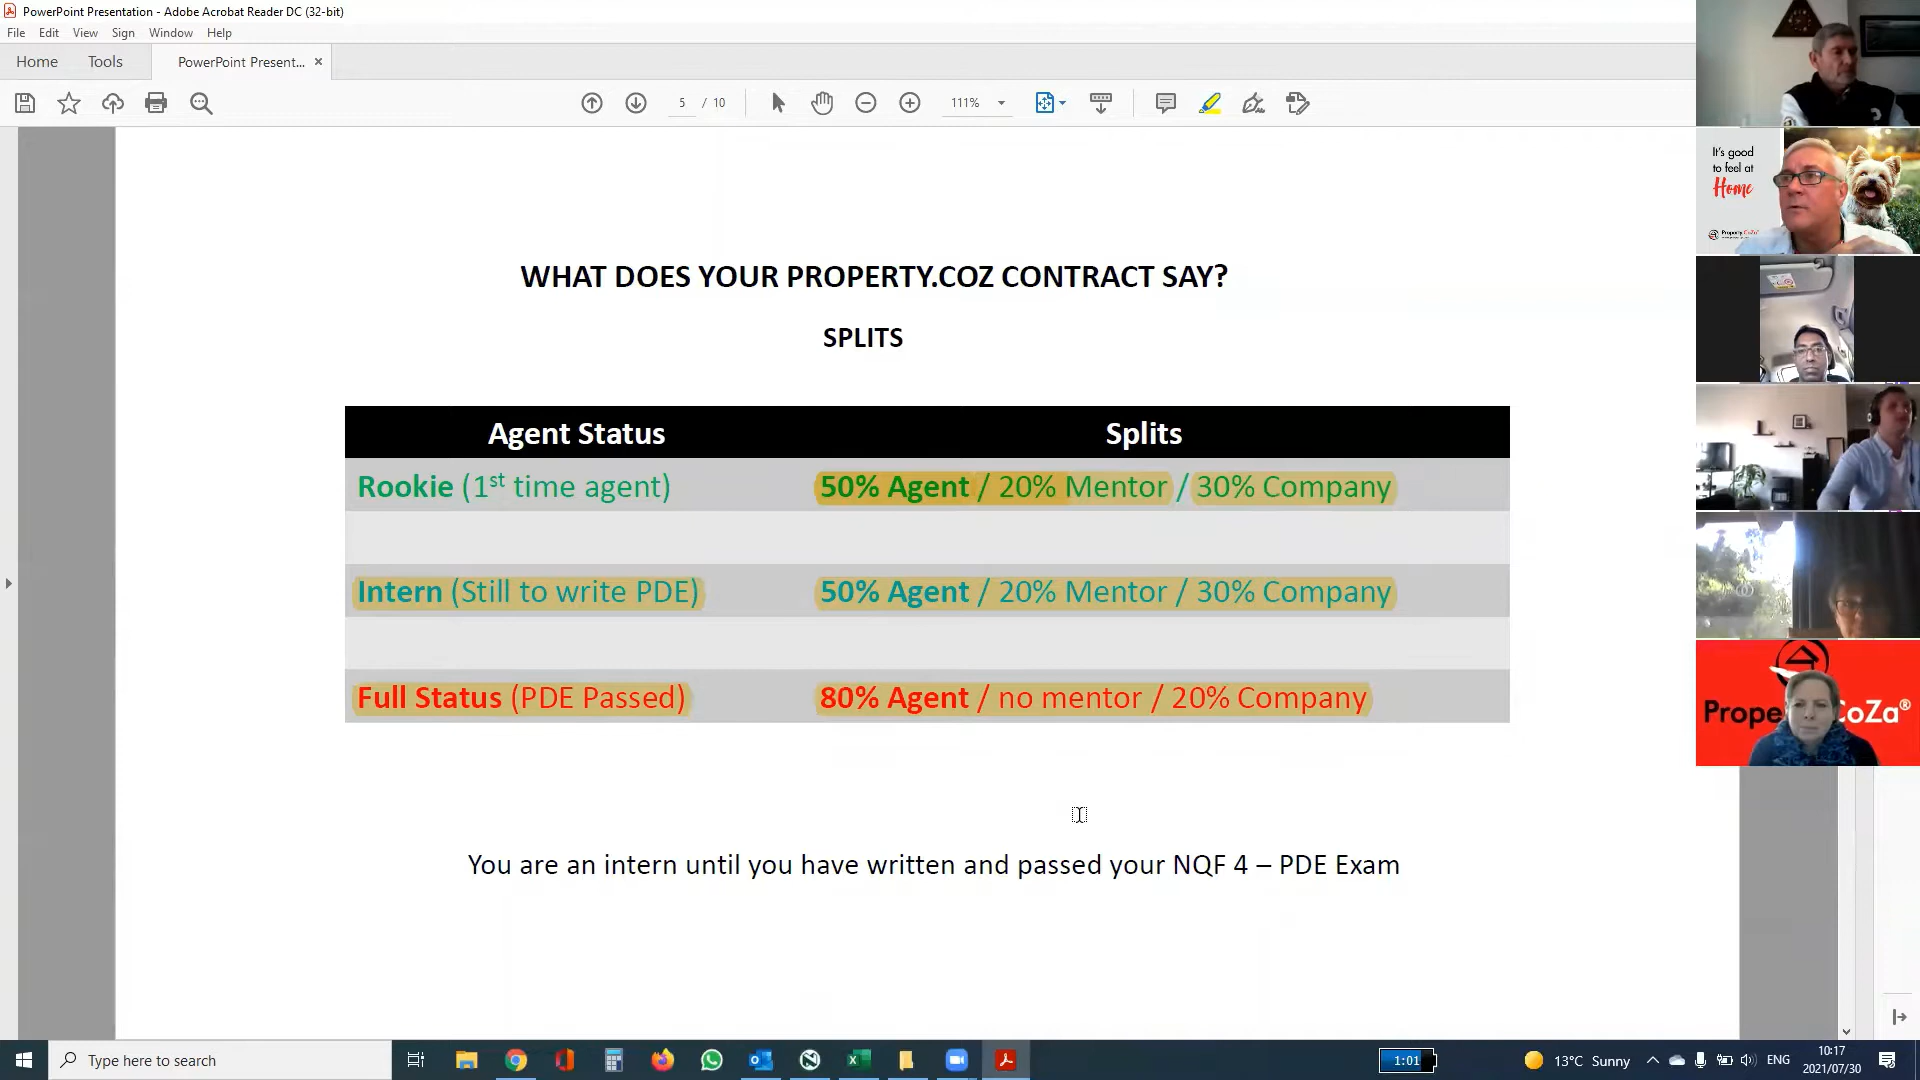 PowerPoint Presentation - Adobe Acrobat Reader DC (32-bit)
File Edit View Sign Window Help
Home Tools PowerPoint Present... ×
5 / 10 111%
WHAT DOES YOUR PROPERTY.COZ CONTRACT SAY?
SPLITS
Agent Status Splits
Rookie (1st time agent) 50% Agent / 20% Mentor / 30% Company
Intern (Still to write PDE) 50% Agent / 20% Mentor / 30% Company
Full Status (PDE Passed) 80% Agent / no mentor / 20% Company
You are an intern until you have written and passed your NQF 4 – PDE Exam
It's good
to feel at
Home
Property.CoZa
Prope CoZa®
Type here to search
1:01
13°C Sunny
ENG
10:17
2021/07/30